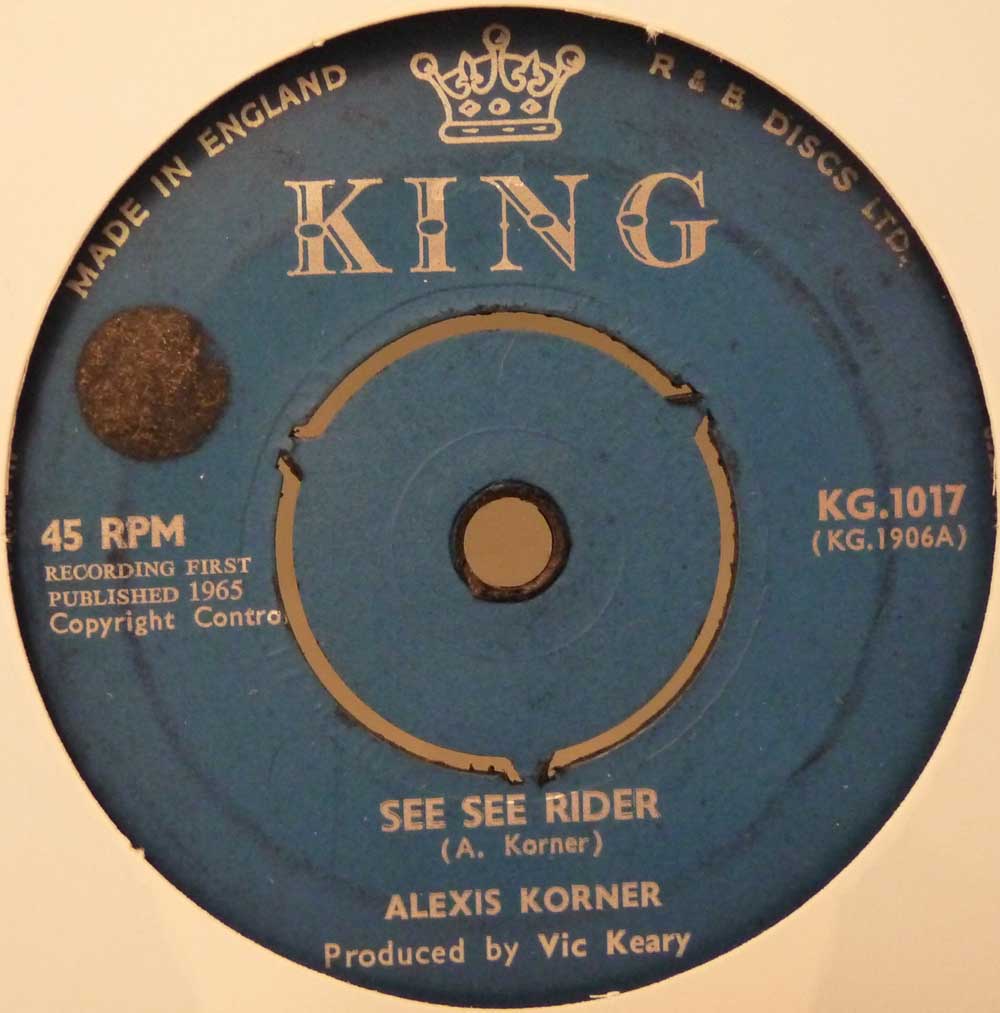 MADE IN ENGLAND
R & B DISCS LTD.
KING
45 RPM
RECORDING FIRST
PUBLISHED 1965
Copyright Contro
KG.1017
(KG.1906A)
SEE SEE RIDER
(A. Korner)
ALEXIS KORNER
Produced by Vic Keary